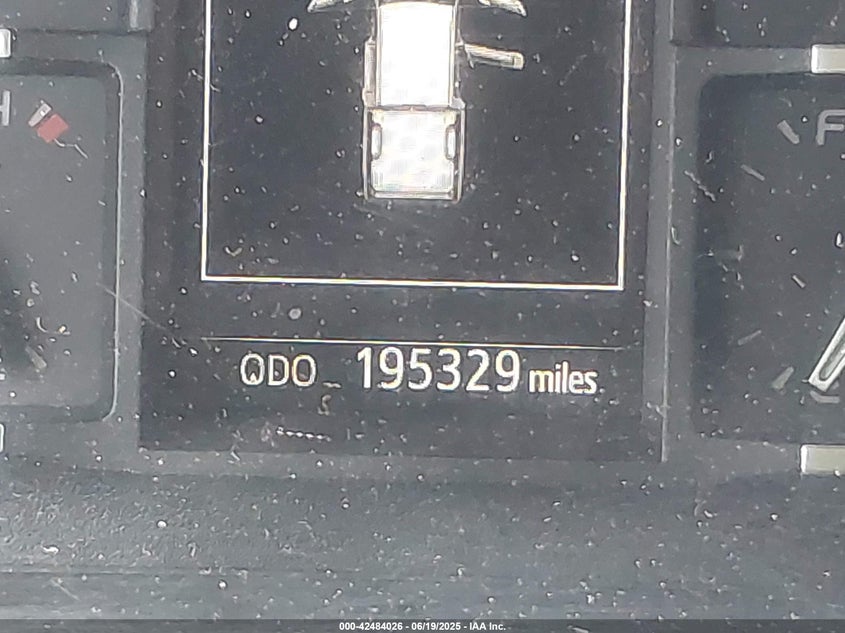 H
F
ODO 195329 miles
000-42484026 - 06/19/2025 - IAA Inc.